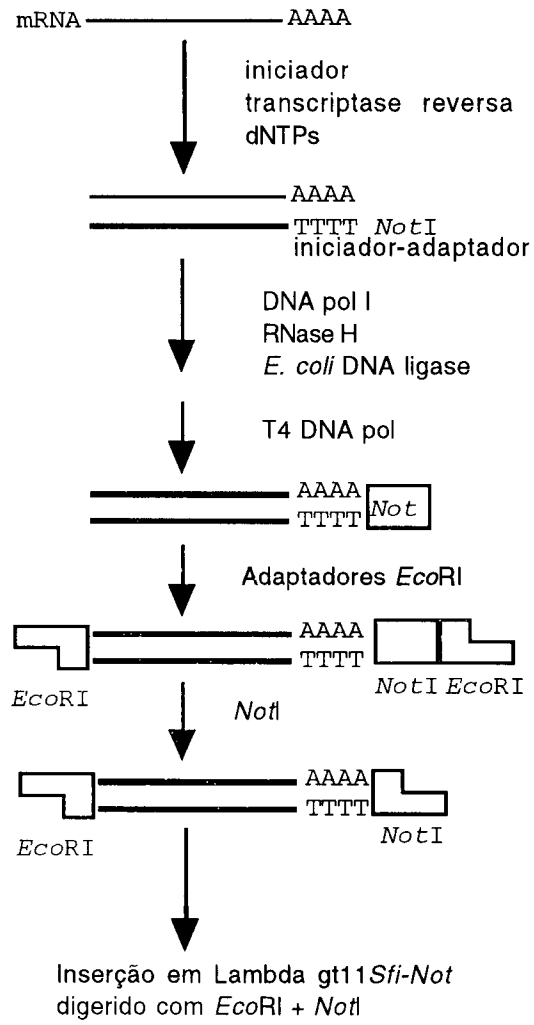 mRNA AAAA
iniciador
transcriptase reversa
dNTPs
AAAA
TTTT NotI
iniciador-adaptador
DNA pol I
RNase H
E. coli DNA ligase
T4 DNA pol
AAAA
TTTT Not
Adaptadores EcoRI
AAAA
TTTT
EcoRI NotI EcoRI
NotI
AAAA
TTTT
EcoRI NotI
Inserção em Lambda gt11Sfi-Not
digerido com EcoRI + NotI